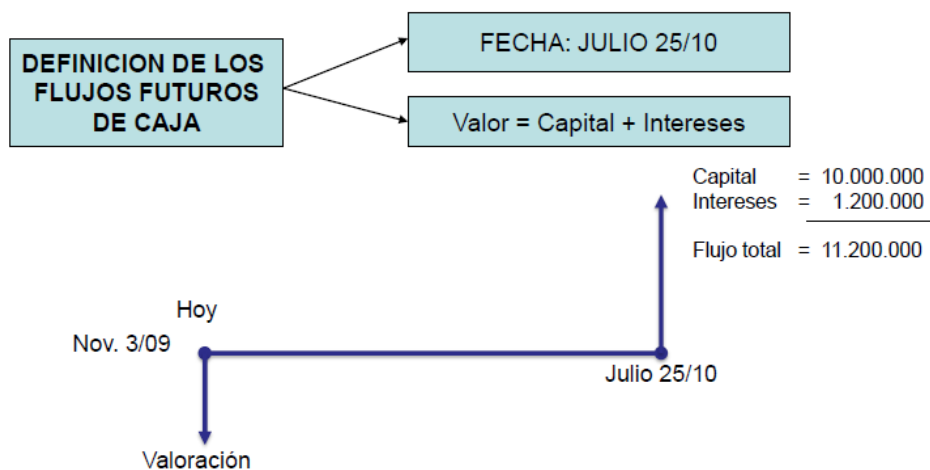 DEFINICION DE LOS
FLUJOS FUTUROS
DE CAJA
FECHA: JULIO 25/10
Valor = Capital + Intereses
Capital = 10.000.000
Intereses = 1.200.000
Flujo total = 11.200.000
Hoy
Nov. 3/09
Julio 25/10
Valoración